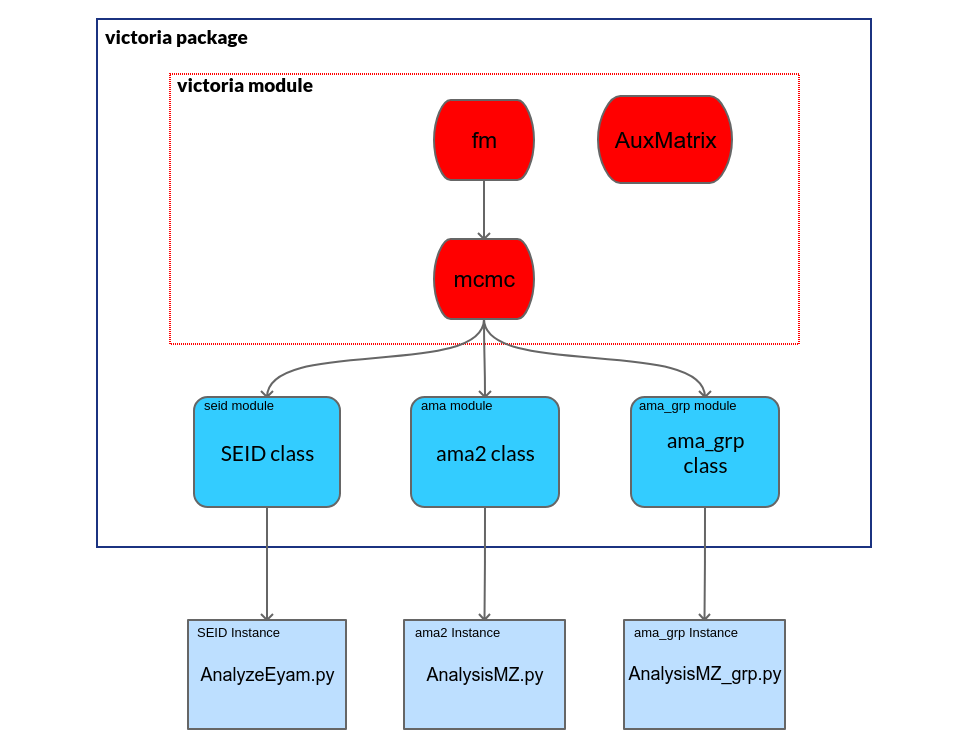 victoria package
victoria module
fm
AuxMatrix
mcmc
seid module
SEID class
ama module
ama2 class
ama_grp module
ama_grp
class
SEID Instance
AnalyzeEyam.py
ama2 Instance
AnalysisMZ.py
ama_grp Instance
AnalysisMZ_grp.py